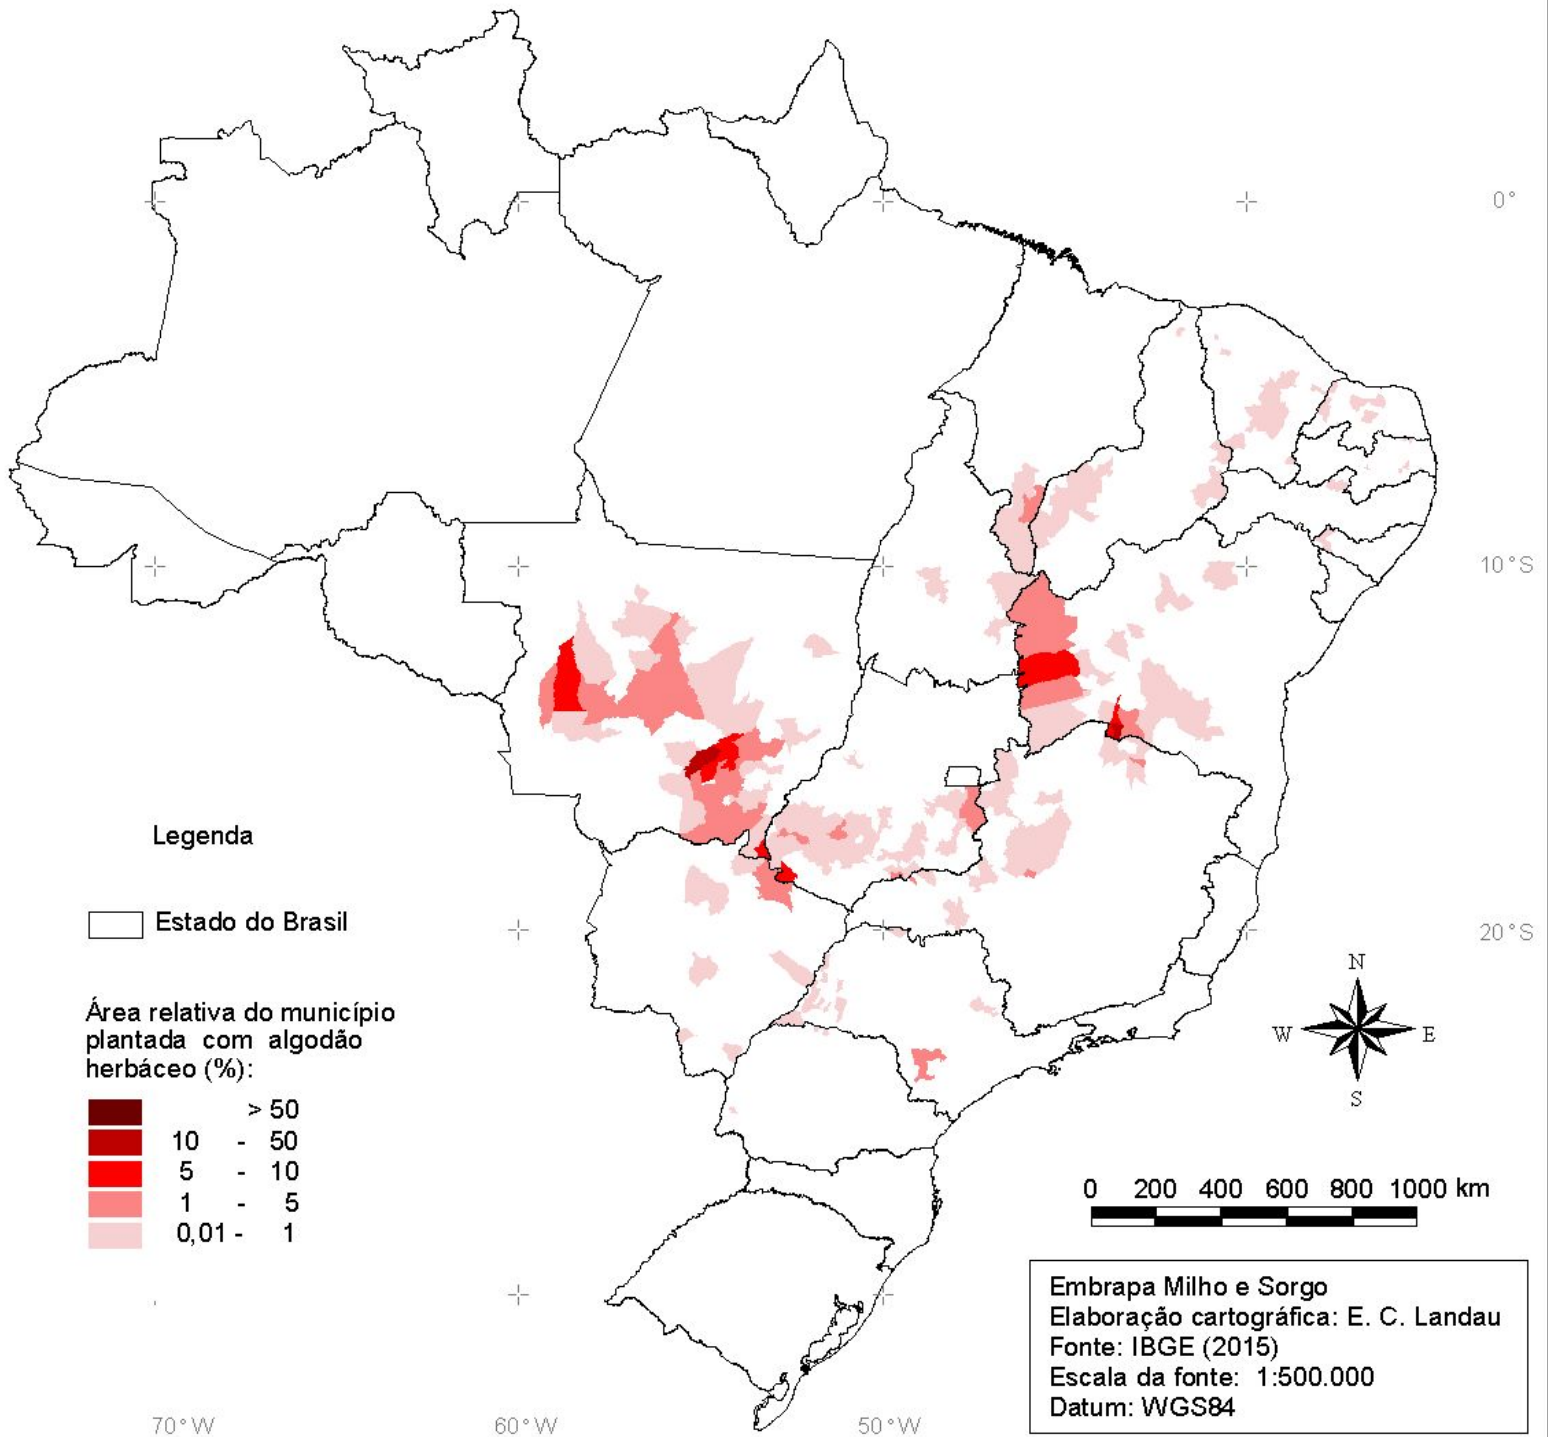 0°
10°S
Legenda
Estado do Brasil
20°S
N
W E
S
Área relativa do município
plantada com algodão
herbáceo (%):
> 50
10 - 50
5 - 10
1 - 5
0,01 - 1
0 200 400 600 800 1000 km
Embrapa Milho e Sorgo
Elaboração cartográfica: E. C. Landau
Fonte: IBGE (2015)
Escala da fonte: 1:500.000
Datum: WGS84
70°W 60°W 50°W